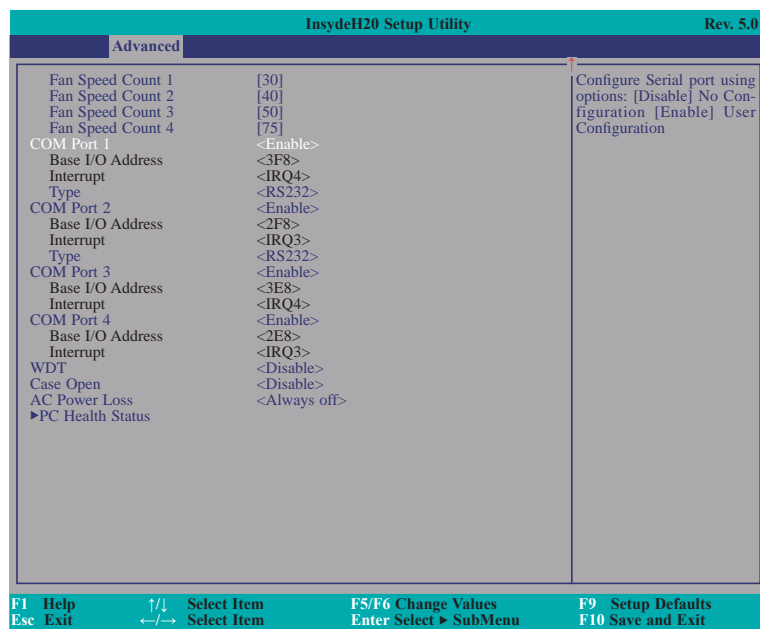 InsydeH20 Setup Utility Rev. 5.0
Advanced
Fan Speed Count 1 [30]
Fan Speed Count 2 [40]
Fan Speed Count 3 [50]
Fan Speed Count 4 [75]
COM Port 1 <Enable>
Base I/O Address <3F8>
Interrupt <IRQ4>
Type <RS232>
COM Port 2 <Enable>
Base I/O Address <2F8>
Interrupt <IRQ3>
Type <RS232>
COM Port 3 <Enable>
Base I/O Address <3E8>
Interrupt <IRQ4>
COM Port 4 <Enable>
Base I/O Address <2E8>
Interrupt <IRQ3>
WDT <Disable>
Case Open <Disable>
AC Power Loss <Always off>
▶PC Health Status
↑
Configure Serial port using
options: [Disable] No Con-
figuration [Enable] User
Configuration
F1 Help ↑/↓ Select Item F5/F6 Change Values F9 Setup Defaults
Esc Exit ←/→ Select Item Enter Select ▶ SubMenu F10 Save and Exit